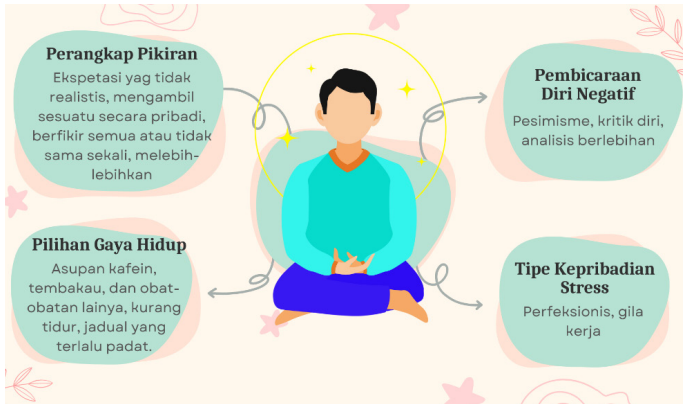 Perangkap Pikiran
Ekspetasi yag tidak
realistis, mengambil
sesuatu secara pribadi,
berfikir semua atau tidak
sama sekali, melebih-
lebihkan
Pembicaraan
Diri Negatif
Pesimisme, kritik diri,
analisis berlebihan
Pilihan Gaya Hidup
Asupan kafein,
tembakau, dan obat-
obatan lainya, kurang
tidur, jadual yang
terlalu padat.
Tipe Kepribadian
Stress
Perfeksionis, gila
kerja